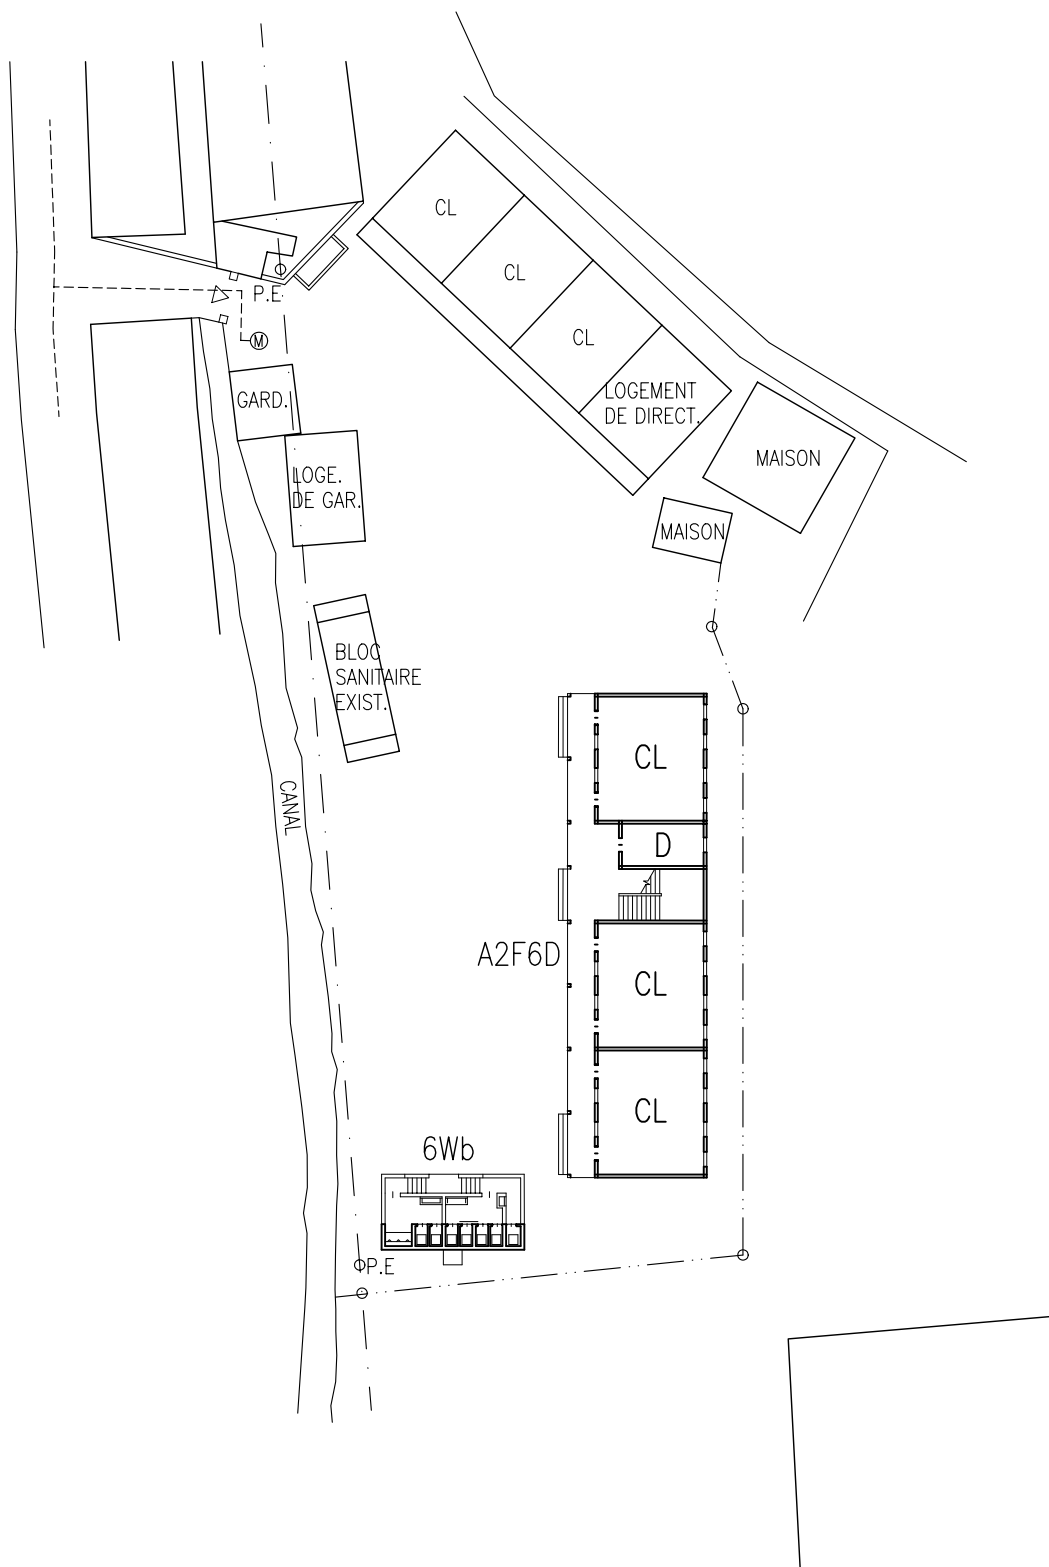 CL
CL
CL
P.E
M
LOGEMENT
DE DIRECT.
GARD.
MAISON
LOGE.
DE GAR.
MAISON
BLOC
SANITAIRE
EXIST.
CL
CANAL
D
A2F6D
CL
CL
6Wb
P.E